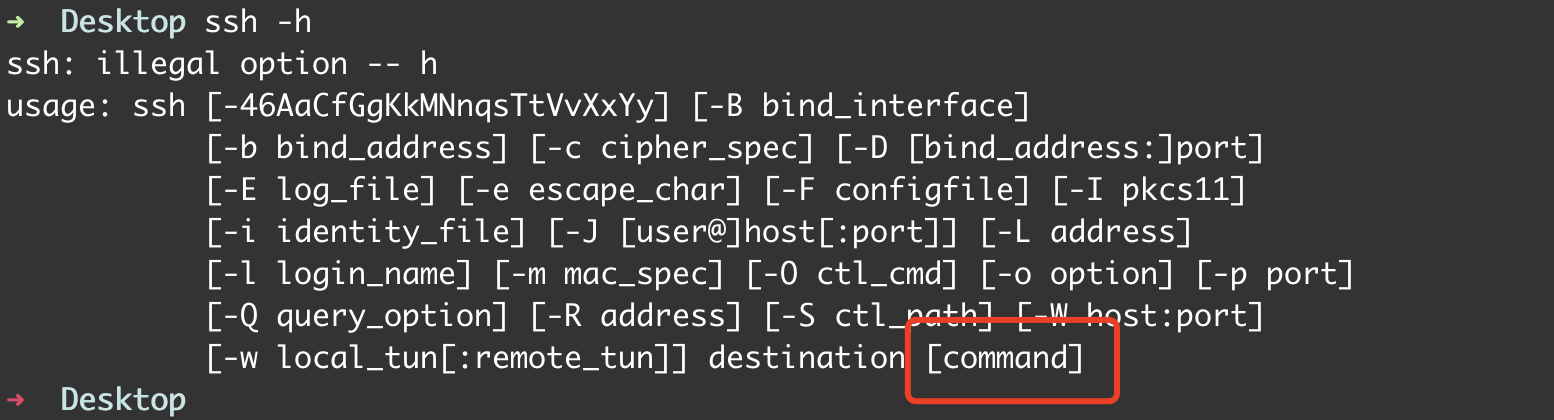 ➜ Desktop ssh -h
ssh: illegal option -- h
usage: ssh [-46AaCfGgKkMNnqsTtVvXxYy] [-B bind_interface]
[-b bind_address] [-c cipher_spec] [-D [bind_address:]port]
[-E log_file] [-e escape_char] [-F configfile] [-I pkcs11]
[-i identity_file] [-J [user@]host[:port]] [-L address]
[-l login_name] [-m mac_spec] [-O ctl_cmd] [-o option] [-p port]
[-Q query_option] [-R address] [-S ctl_path] [-W host:port]
[-w local_tun[:remote_tun]] destination [command]
➜ Desktop